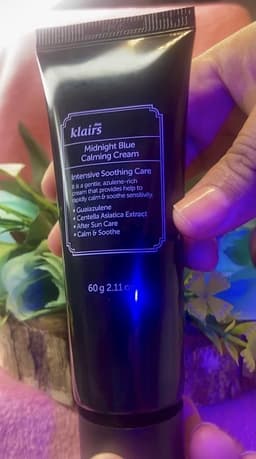 dear
klairs
Midnight Blue
Calming Cream
Intensive Soothing Care
It is a gentle, azulene-rich
cream that provides help to
rapidly calm & soothe sensitivity.
• Guaiazulene
• Centella Asiatica Extract
• After Sun Care
• Calm & Soothe
60 g 2.11